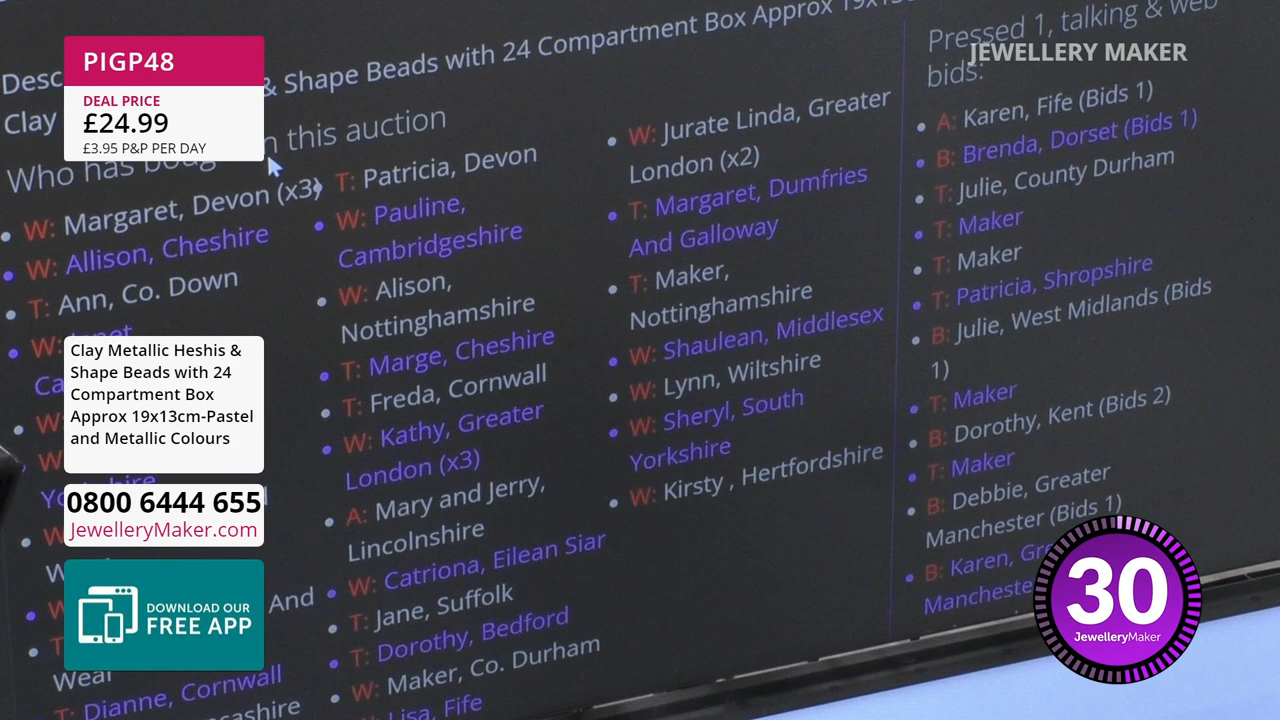 PIGP48
DEAL PRICE
£24.99
£3.95 P&P PER DAY
Clay Metallic Heshis &
Shape Beads with 24
Compartment Box
Approx 19x13cm-Pastel
and Metallic Colours
0800 6444 655
JewelleryMaker.com
DOWNLOAD OUR
FREE APP
JEWELLERY MAKER
Desc & Shape Beads with 24 Compartment Box Approx
Clay
Who has this auction
W: Margaret, Devon (x3)
W: Allison, Cheshire
T: Ann, Co. Down
W: Janet
W:
And
Wear
T: Dianne, Cornwall
T: Patricia, Devon
W: Pauline,
Cambridgeshire
W: Alison,
Nottinghamshire
T: Marge, Cheshire
T: Freda, Cornwall
W: Kathy, Greater
London (x3)
A: Mary and Jerry,
Lincolnshire
W: Catriona, Eilean Siar
T: Jane, Suffolk
T: Dorothy, Bedford
W: Maker, Co. Durham
W: Lisa, Fife
W: Jurate Linda, Greater
London (x2)
T: Margaret, Dumfries
And Galloway
T: Maker,
Nottinghamshire
W: Shaulean, Middlesex
W: Lynn, Wiltshire
W: Sheryl, South
Yorkshire
W: Kirsty , Hertfordshire
Pressed 1, talking & web
bids:
A: Karen, Fife (Bids 1)
B: Brenda, Dorset (Bids 1)
T: Julie, County Durham
T: Maker
T: Maker
T: Patricia, Shropshire
B: Julie, West Midlands (Bids
1)
T: Maker
B: Dorothy, Kent (Bids 2)
T: Maker
B: Debbie, Greater
Manchester (Bids 1)
B: Karen,
30
JewelleryMaker